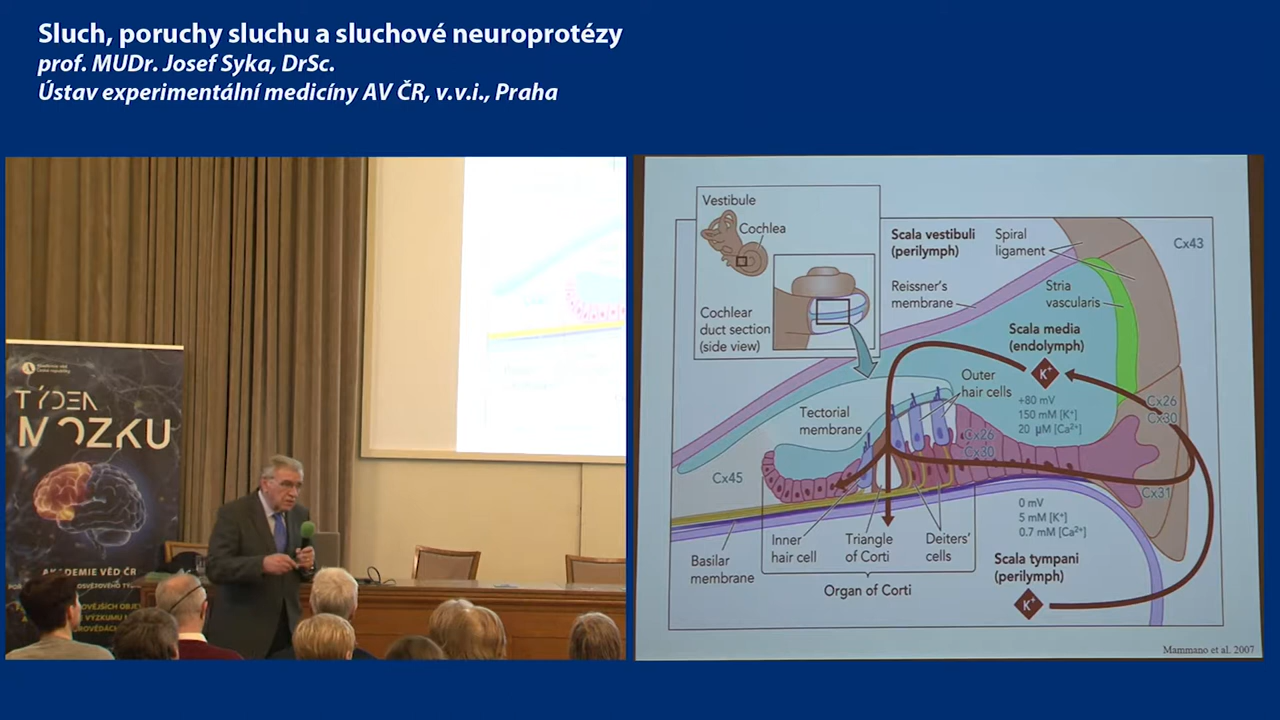 Sluch, poruchy sluchu a sluchové neuroprotézy
prof. MUDr. Josef Syka, DrSc.
Ústav experimentální medicíny AV ČR, v.v.i., Praha
TÝDEN
MOZKU
AKADEMIE VĚD ČR
Vestibule
Cochlea
Cochlear
duct section
(side view)
Scala vestibuli
(perilymph)
Spiral
ligament
Cx43
Reissner's
membrane
Stria
vascularis
Scala media
(endolymph)
K+
+80 mV
150 mM [K+]
20 µM [Ca2+]
Outer
hair cells
Tectorial
membrane
Cx26
Cx30
Cx26
Cx30
Cx45
Cx31
0 mV
5 mM [K+]
0.7 mM [Ca2+]
Basilar
membrane
Inner
hair cell
Triangle
of Corti
Deiters'
cells
Organ of Corti
Scala tympani
(perilymph)
K+
Mammano et al. 2007